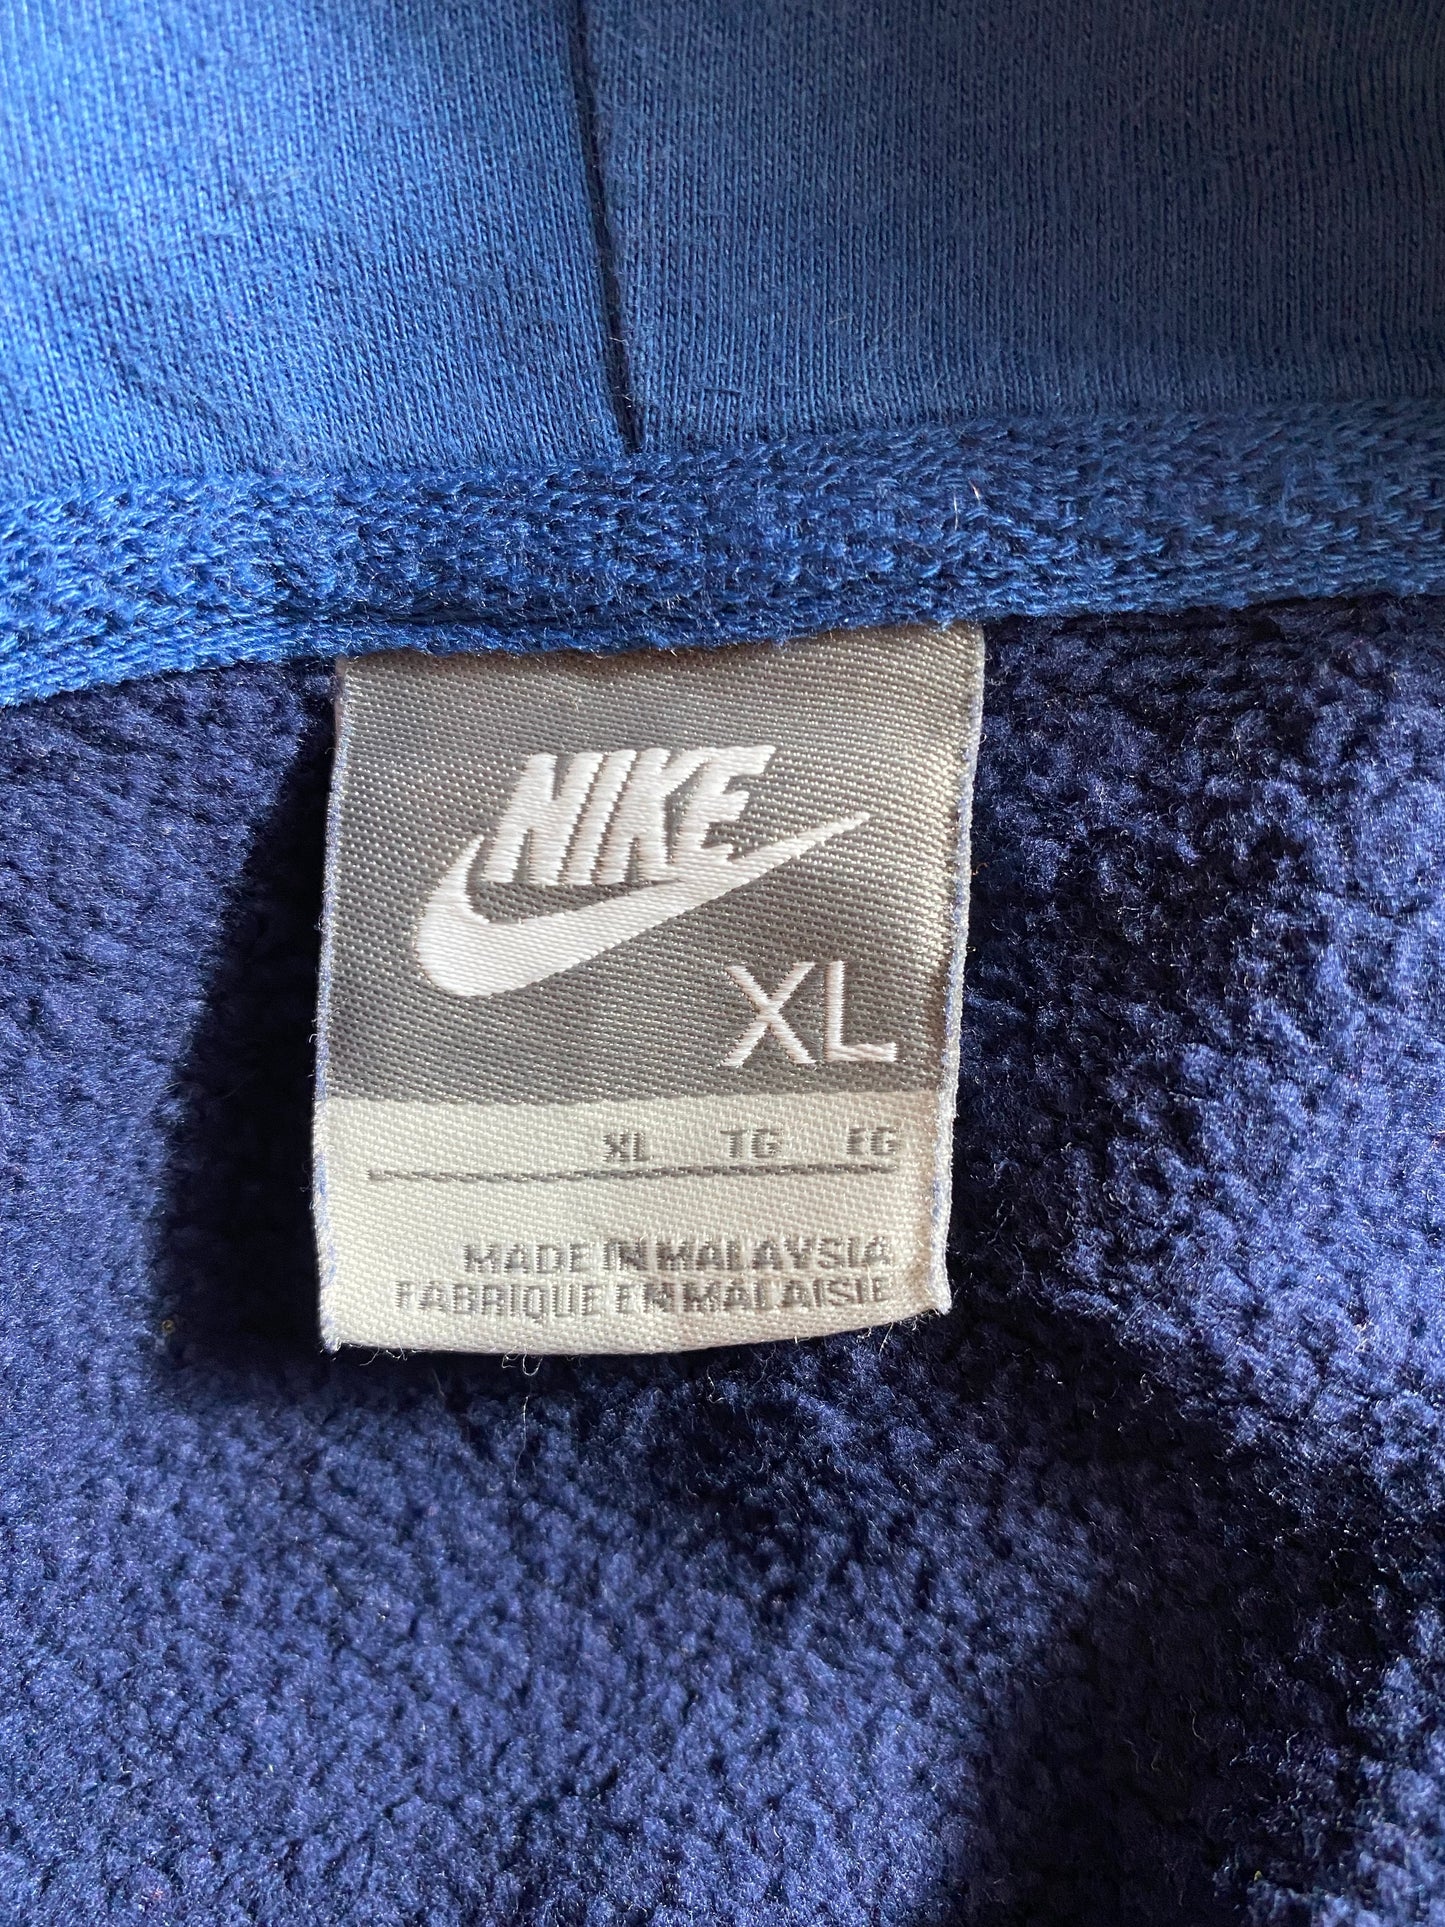 NIKE
XL
XL TG EG
MADE IN MALAYSIA
FABRIQUE EN MALAISIE